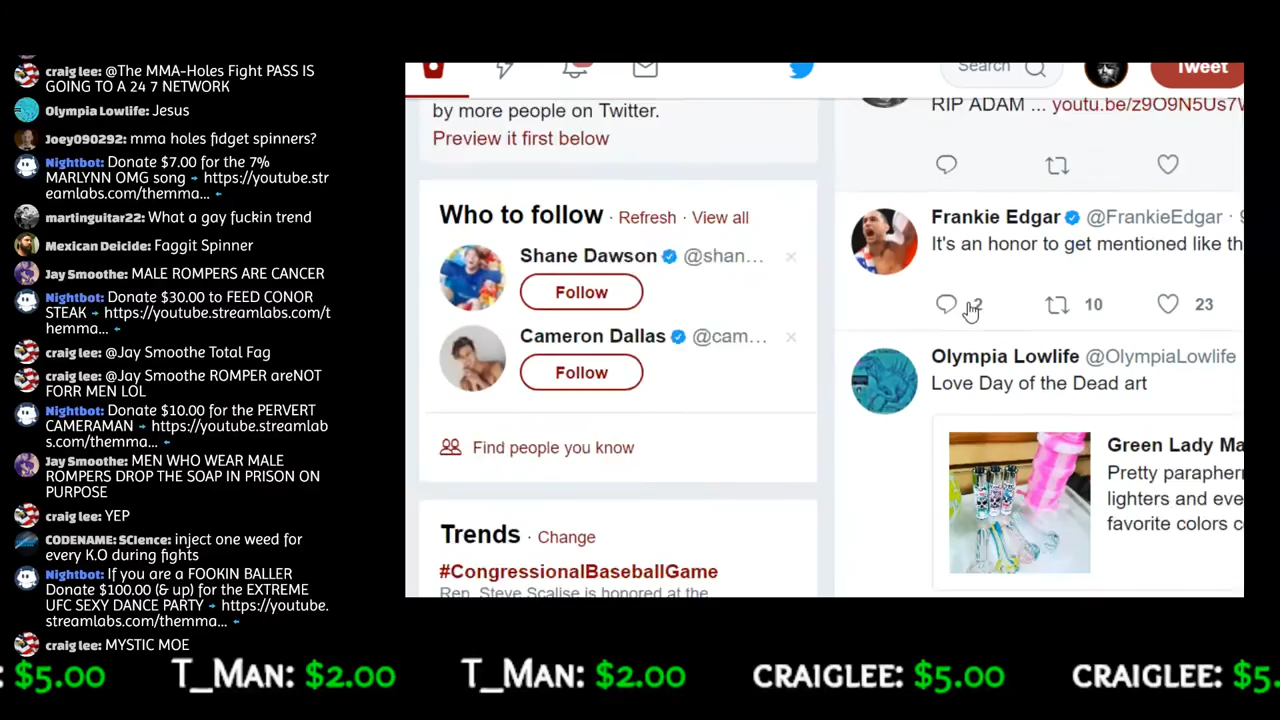 craig lee: @The MMA-Holes Fight PASS IS
GOING TO A 24 7 NETWORK
Olympia Lowlife: Jesus
Joey090292: mma holes fidget spinners?
Nightbot: Donate $7.00 for the 7%
MARLYNN OMG song → https://youtube.str
eamlabs.com/themma... ←
martinguitar22: What a gay fuckin trend
Mexican Deicide: Faggit Spinner
Jay Smoothe: MALE ROMPERS ARE CANCER
Nightbot: Donate $30.00 to FEED CONOR
STEAK → https://youtube.streamlabs.com/t
hemma... ←
craig lee: @Jay Smoothe Total Fag
craig lee: @Jay Smoothe ROMPER areNOT
FORR MEN LOL
Nightbot: Donate $10.00 for the PERVERT
CAMERAMAN → https://youtube.streamlab
s.com/themma... ←
Jay Smoothe: MEN WHO WEAR MALE
ROMPERS DROP THE SOAP IN PRISON ON
PURPOSE
craig lee: YEP
CODENAME: SCIence: inject one weed for
every K.O during fights
Nightbot: If you are a FOOKIN BALLER
Donate $100.00 (& up) for the EXTREME
UFC SEXY DANCE PARTY → https://youtube.
streamlabs.com/themma... ←
craig lee: MYSTIC MOE
Search
Tweet
by more people on Twitter.
Preview it first below
Who to follow · Refresh · View all
Shane Dawson @shan...
Follow
Cameron Dallas @cam...
Follow
Find people you know
Trends · Change
#CongressionalBaseballGame
Rep. Steve Scalise is honored at the
RIP ADAM ... youtu.be/z9O9N5Us7
Frankie Edgar @FrankieEdgar ·
It's an honor to get mentioned like th
2 10 23
Olympia Lowlife @OlympiaLowlife
Love Day of the Dead art
Green Lady Ma
Pretty parapher
lighters and eve
favorite colors c
: $5.00 T_MAN: $2.00 T_MAN: $2.00 CRAIGLEE: $5.00 CRAIGLEE: $5.